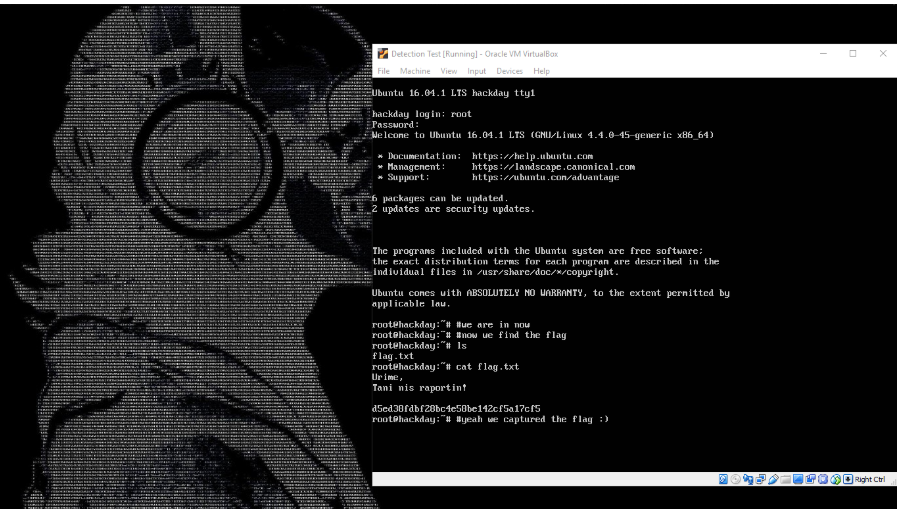 Detection Test [Running] - Oracle VM VirtualBox
File Machine View Input Devices Help
Ubuntu 16.04.1 LTS hackday tty1
hackday login: root
Password:
Welcome to Ubuntu 16.04.1 LTS (GNU/Linux 4.4.0-45-generic x86_64)
* Documentation: https://help.ubuntu.com
* Management: https://landscape.canonical.com
* Support: https://ubuntu.com/advantage
6 packages can be updated.
2 updates are security updates.
The programs included with the Ubuntu system are free software;
the exact distribution terms for each program are described in the
individual files in /usr/share/doc/*/copyright.
Ubuntu comes with ABSOLUTELY NO WARRANTY, to the extent permitted by
applicable law.
root@hackday:~# #we are in now
root@hackday:~# #now we find the flag
root@hackday:~# ls
flag.txt
root@hackday:~# cat flag.txt
Urime,
Tani nis raportin!
d5ed38fdbf28bc4e58be142cf5a17cf5
root@hackday:~# #yeah we captured the flag :)
Right Ctrl